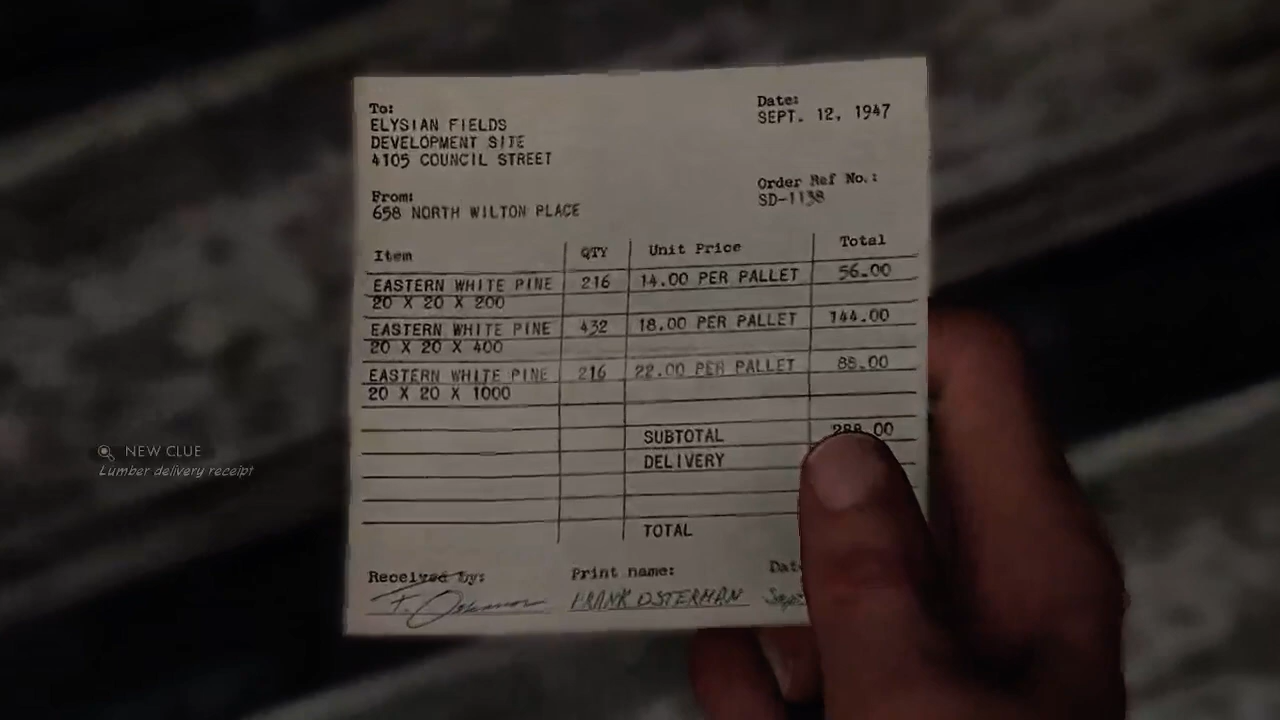 To:
ELYSIAN FIELDS
DEVELOPMENT SITE
4105 COUNCIL STREET
Date:
SEPT. 12, 1947
From:
658 NORTH WILTON PLACE
Order Ref No.:
SD-1138
Item QTY Unit Price Total
EASTERN WHITE PINE 216 14.00 PER PALLET 56.00
20 X 20 X 200
EASTERN WHITE PINE 432 18.00 PER PALLET 144.00
20 X 20 X 400
EASTERN WHITE PINE 216 22.00 PER PALLET 88.00
20 X 20 X 1000
SUBTOTAL 288.00
DELIVERY
TOTAL
NEW CLUE
Lumber delivery receipt
Received by: Print name:
FRANK OSTERMAN